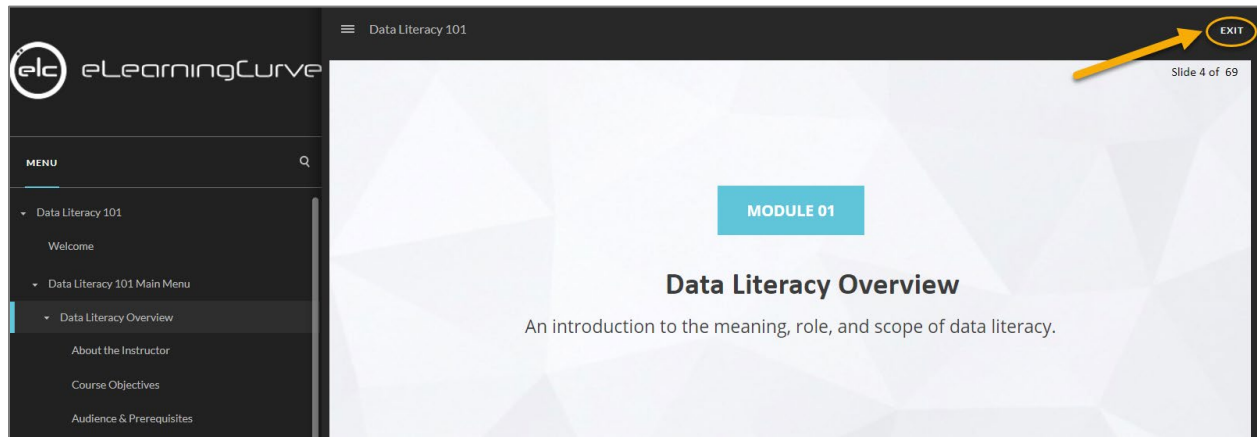 elc eLearningCurve
MENU
Data Literacy 101
Welcome
Data Literacy 101 Main Menu
Data Literacy Overview
About the Instructor
Course Objectives
Audience & Prerequisites
Data Literacy 101
EXIT
Slide 4 of 69
MODULE 01
Data Literacy Overview
An introduction to the meaning, role, and scope of data literacy.